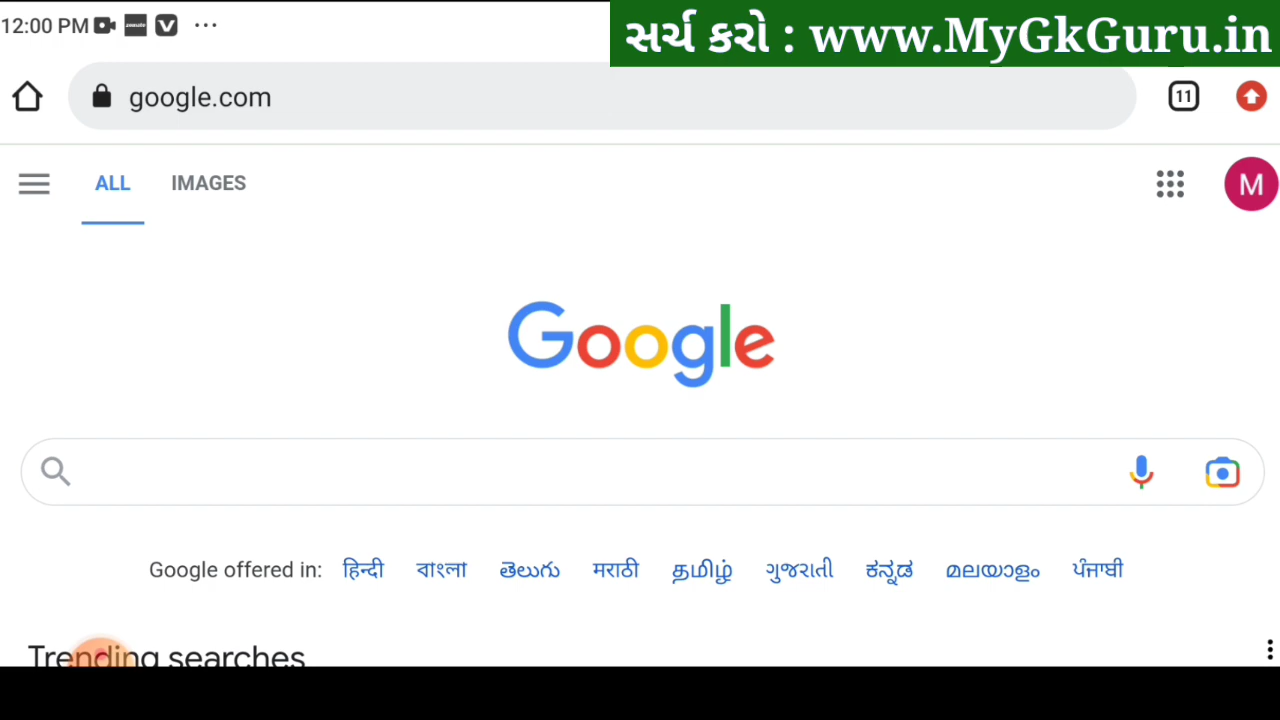 12:00 PM
સર્ચ કરો : www.MyGkGuru.in
google.com
11
ALL IMAGES
M
Google
Google offered in: हिन्दी বাংলা తెలుగు मराठी தமிழ் ગુજરાતી ಕನ್ನಡ മലയാളം ਪੰਜਾਬੀ
Trending searches